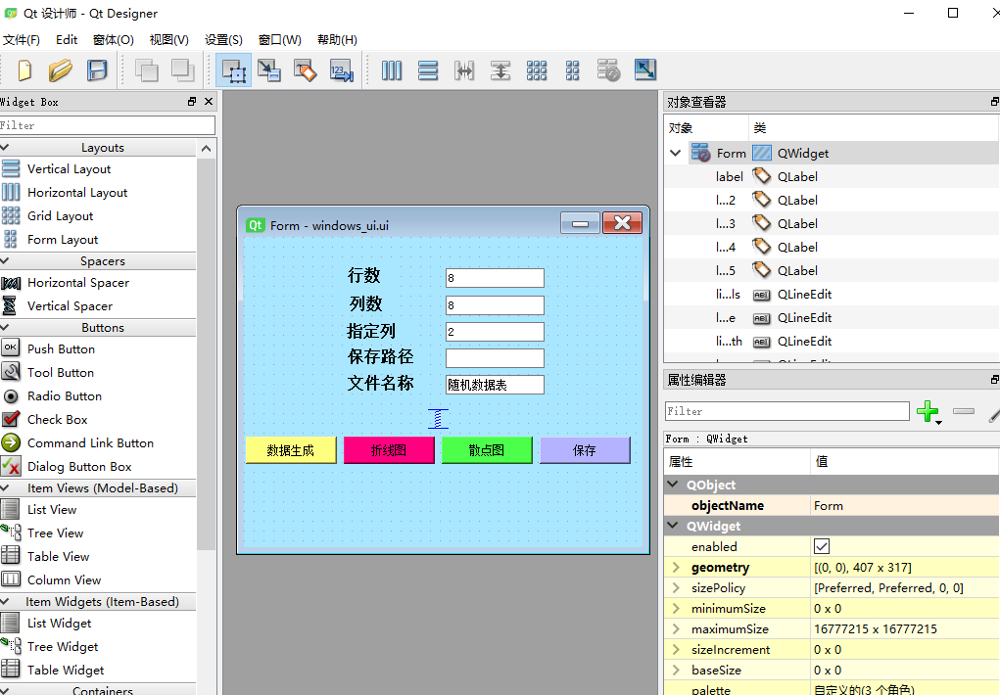 Qt 设计师 - Qt Designer
文件(F) Edit 窗体(O) 视图(V) 设置(S) 窗口(W) 帮助(H)
Widget Box
Filter
Layouts
Vertical Layout
Horizontal Layout
Grid Layout
Form Layout
Spacers
Horizontal Spacer
Vertical Spacer
Buttons
OK Push Button
Tool Button
Radio Button
Check Box
Command Link Button
Dialog Button Box
Item Views (Model-Based)
List View
Tree View
Table View
Column View
Item Widgets (Item-Based)
List Widget
Tree Widget
Table Widget
Containers
Qt Form - windows_ui.ui
行数 8
列数 8
指定列 2
保存路径
文件名称 随机数据表
数据生成 折线图 散点图 保存
对象查看器
对象 类
Form QWidget
label QLabel
l...2 QLabel
l...3 QLabel
l...4 QLabel
l...5 QLabel
li...ls QLineEdit
l...e QLineEdit
li...th QLineEdit
属性编辑器
Filter
Form : QWidget
属性 值
QObject
objectName Form
QWidget
enabled
geometry [(0, 0), 407 x 317]
sizePolicy [Preferred, Preferred, 0, 0]
minimumSize 0 x 0
maximumSize 16777215 x 16777215
sizeIncrement 0 x 0
baseSize 0 x 0
palette 自定义的(3 个角色)